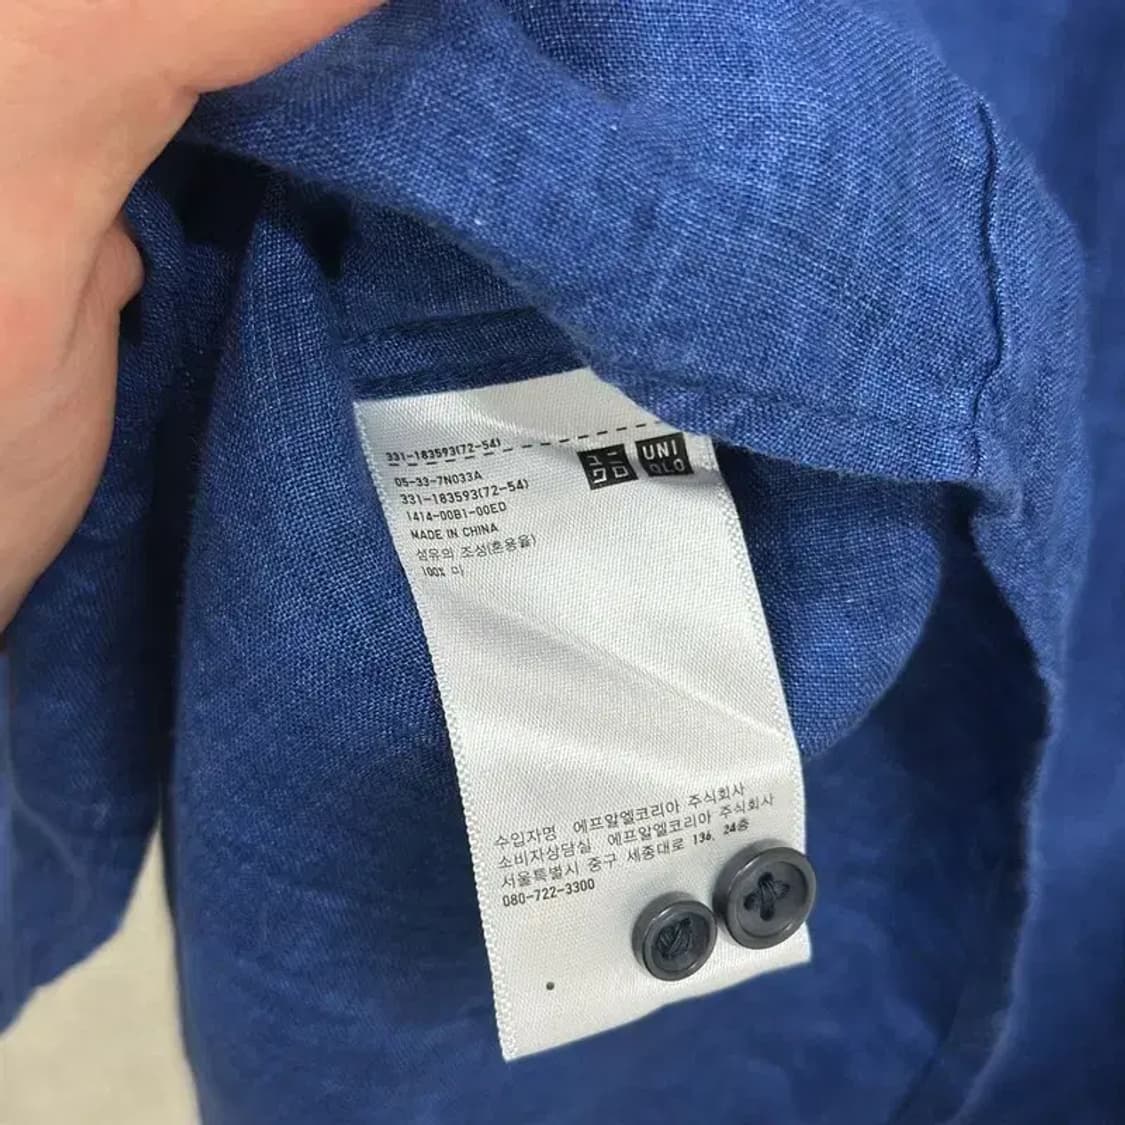 331-183593(72-54)
ユニ
クロ
UNI
QLO
05-33-7N033A
331-183593(72-54)
1414-00B1-00ED
MADE IN CHINA
섬유의 조성(혼용율)
100% 마
수입자명 에프알엘코리아 주식회사
소비자상담실 에프알엘코리아 주식회사
서울특별시 중구 세종대로 136, 24층
080-722-3300